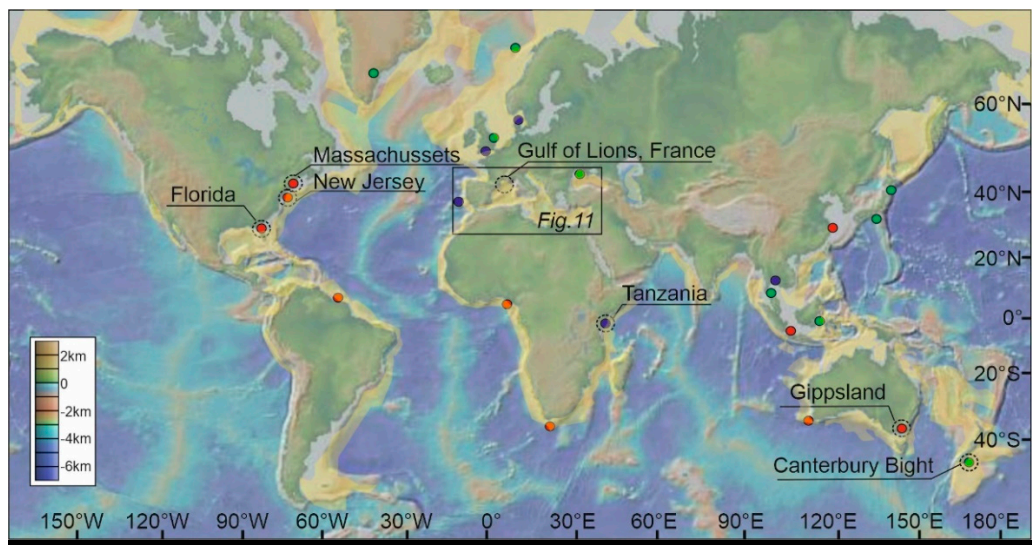 60°N
Massachussets
Gulf of Lions, France
New Jersey
Florida
40°N
Fig.11
20°N
Tanzania
0°
2km
0
-2km
-4km
-6km
20°S
Gippsland
40°S
Canterbury Bight
150°W 120°W 90°W 60°W 30°W 0° 30°E 60°E 90°E 120°E 150°E 180°E